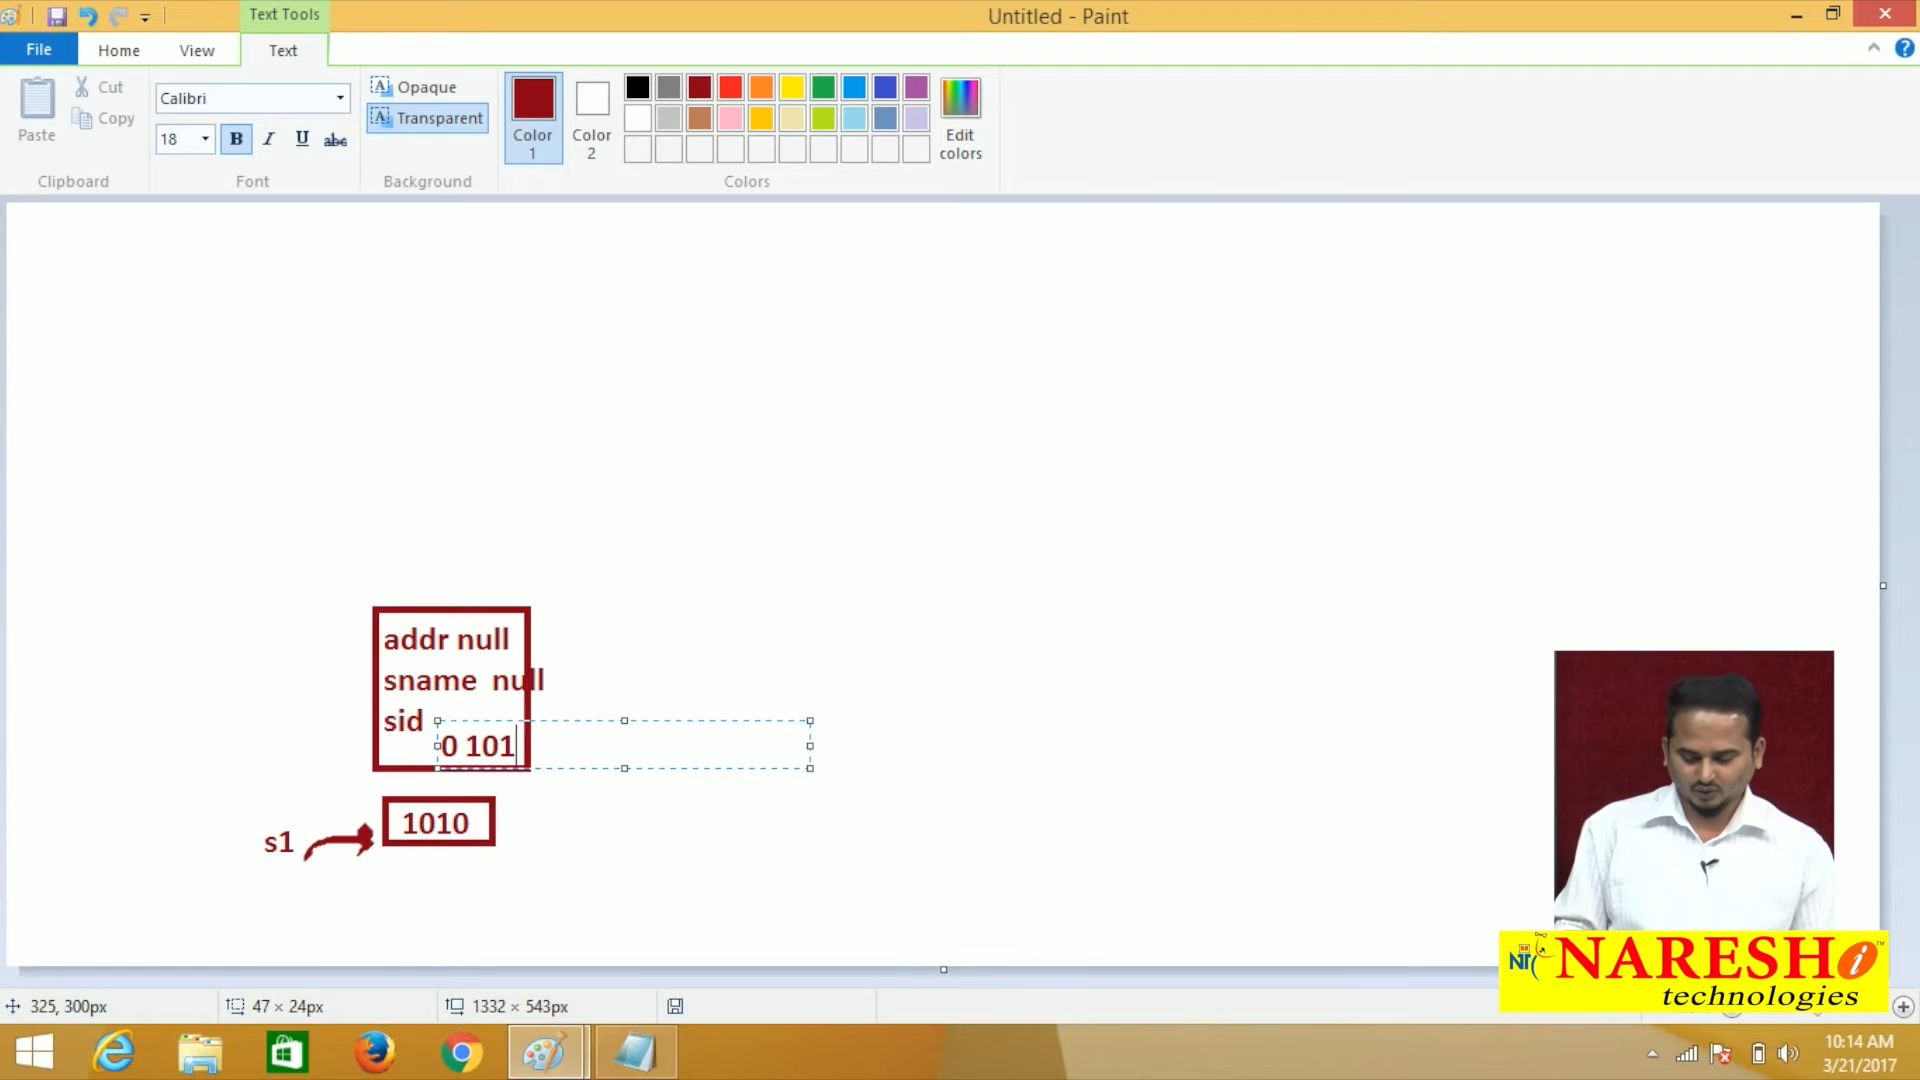 Text Tools
Untitled - Paint
File
Home
View
Text
Paste
Cut
Copy
Clipboard
Calibri
18
B
I
U
abc
Font
A
Opaque
A
Transparent
Background
Color
1
Color
2
Edit
colors
Colors
addr null
sname null
sid
0 101
1010
s1
NT
NARESH i
technologies
TM
325, 300px
47 × 24px
1332 × 543px
10:14 AM
3/21/2017